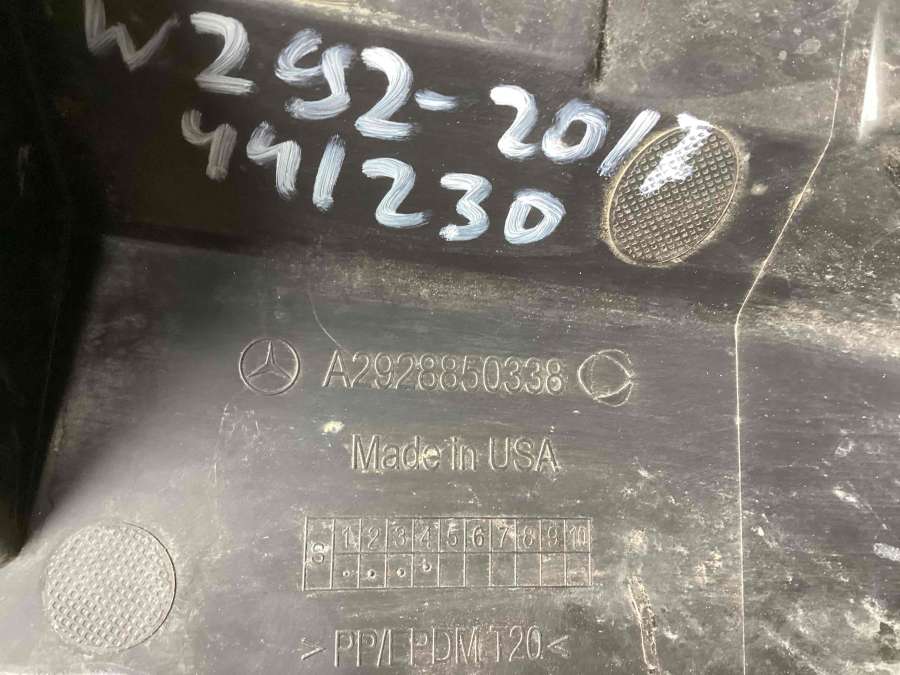 W292-2017
441230
A2928850338
Made in USA
S 1 2 3 4 5 6 7 8 9 10
>PP/EPDM T20<